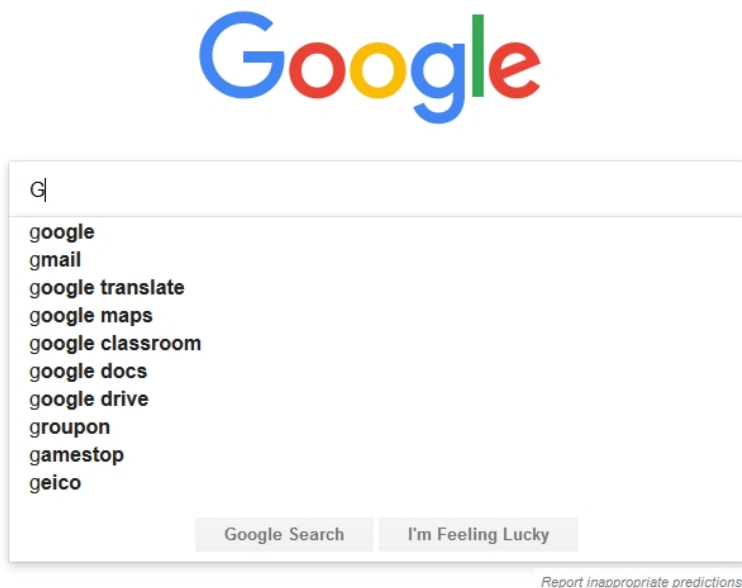 Google
G
google
gmail
google translate
google maps
google classroom
google docs
google drive
groupon
gamestop
geico
Google Search I'm Feeling Lucky
Report inappropriate predictions